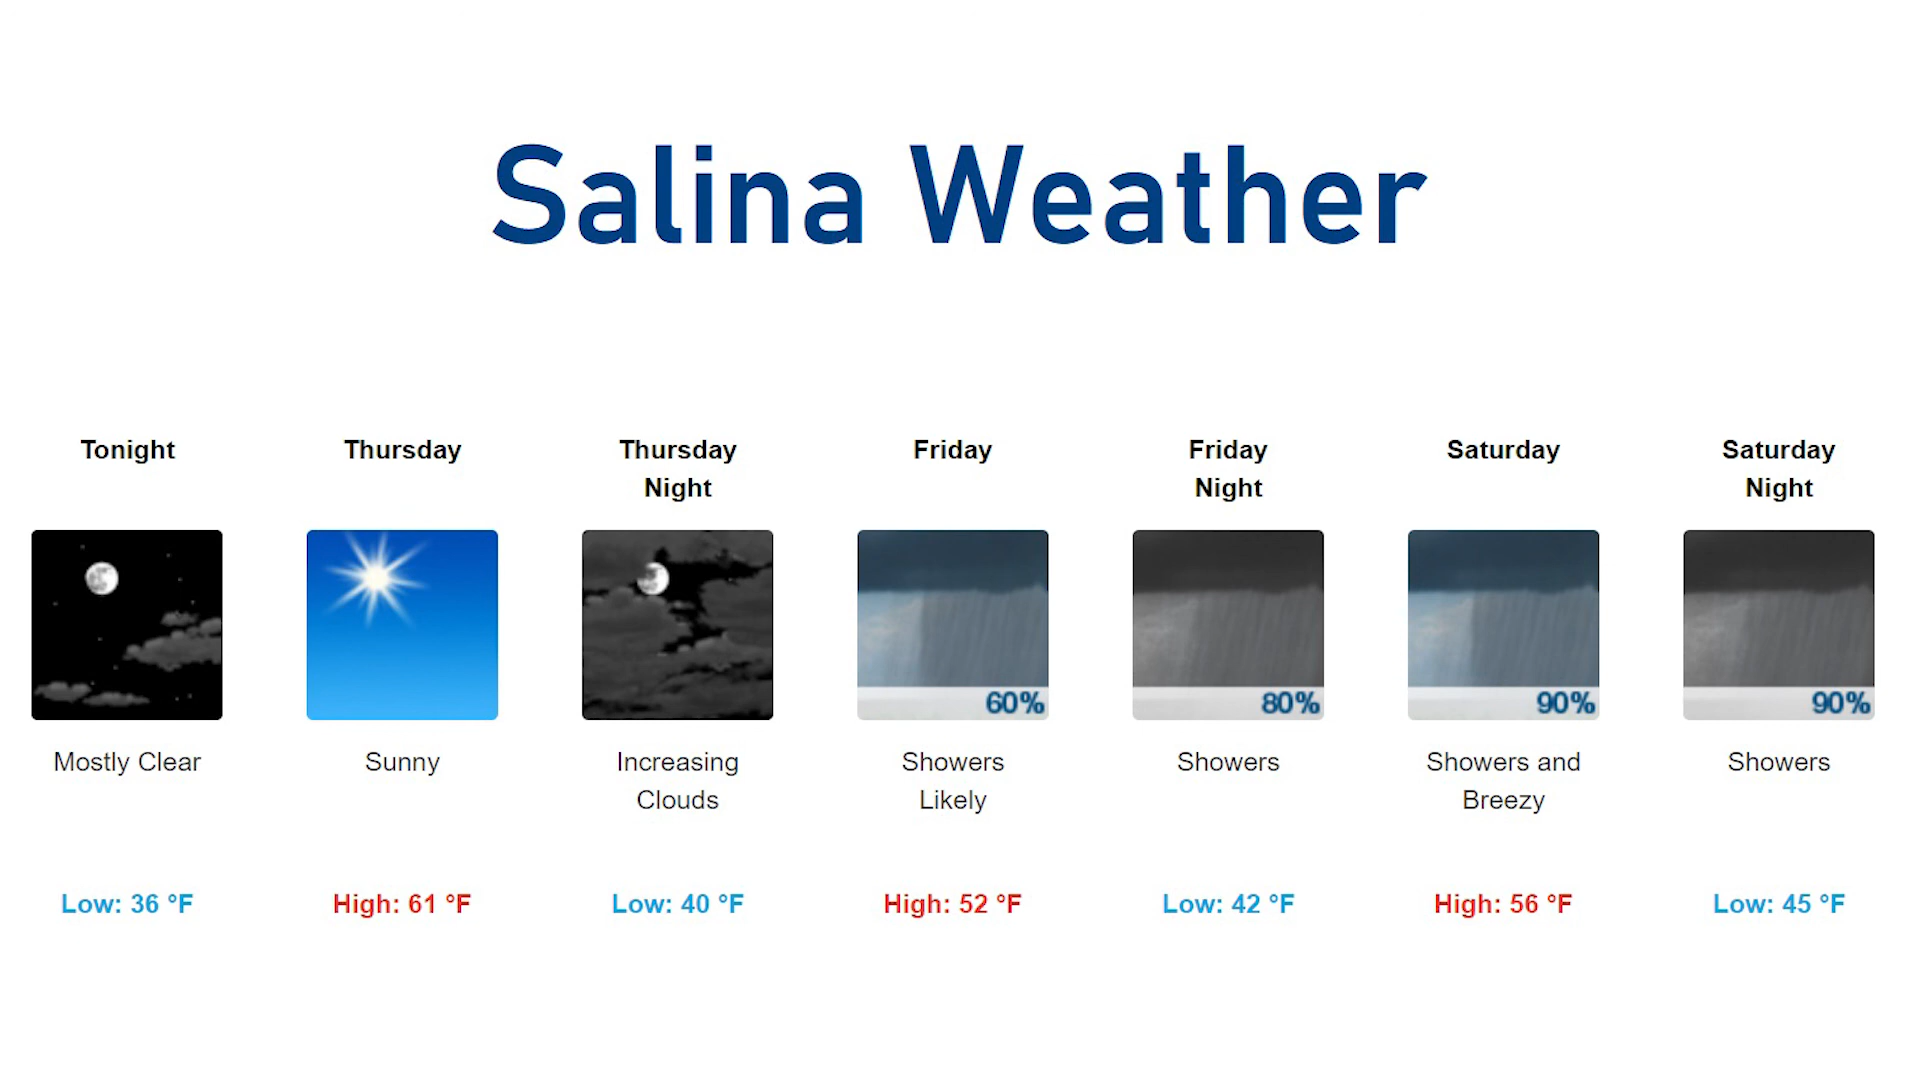 Salina Weather
Tonight
Thursday
Thursday
Night
Friday
Friday
Night
Saturday
Saturday
Night
60%
80%
90%
90%
Mostly Clear
Sunny
Increasing
Clouds
Showers
Likely
Showers
Showers and
Breezy
Showers
Low: 36 °F
High: 61 °F
Low: 40 °F
High: 52 °F
Low: 42 °F
High: 56 °F
Low: 45 °F